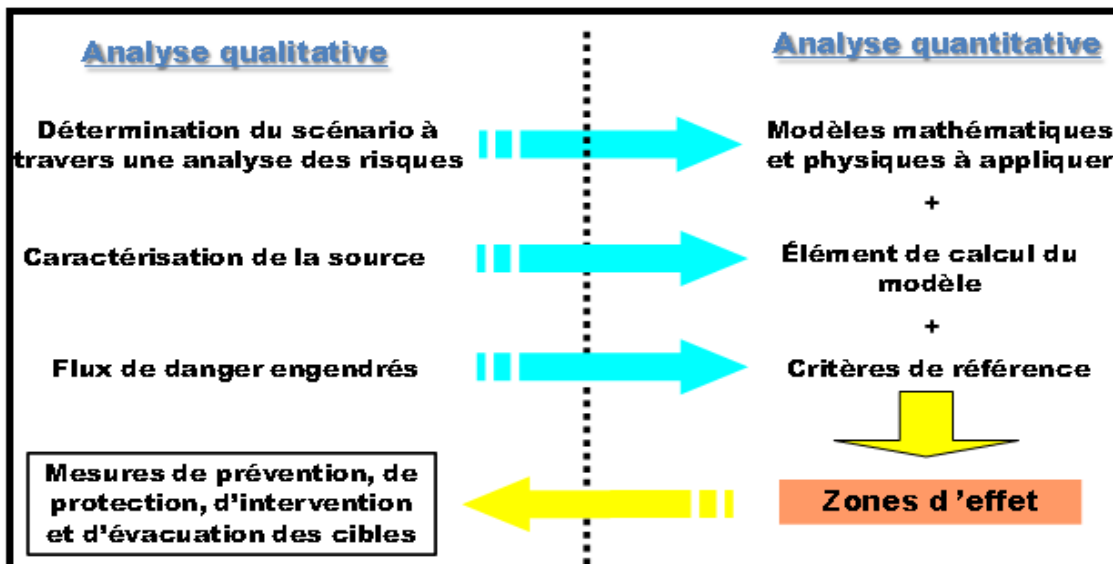 Analyse qualitative
Analyse quantitative
Détermination du scénario à
travers une analyse des risques
Modèles mathématiques
et physiques à appliquer
+
Caractérisation de la source
Élément de calcul du
modèle
+
Flux de danger engendrés
Critères de référence
Mesures de prévention, de
protection, d'intervention
et d'évacuation des cibles
Zones d 'effet